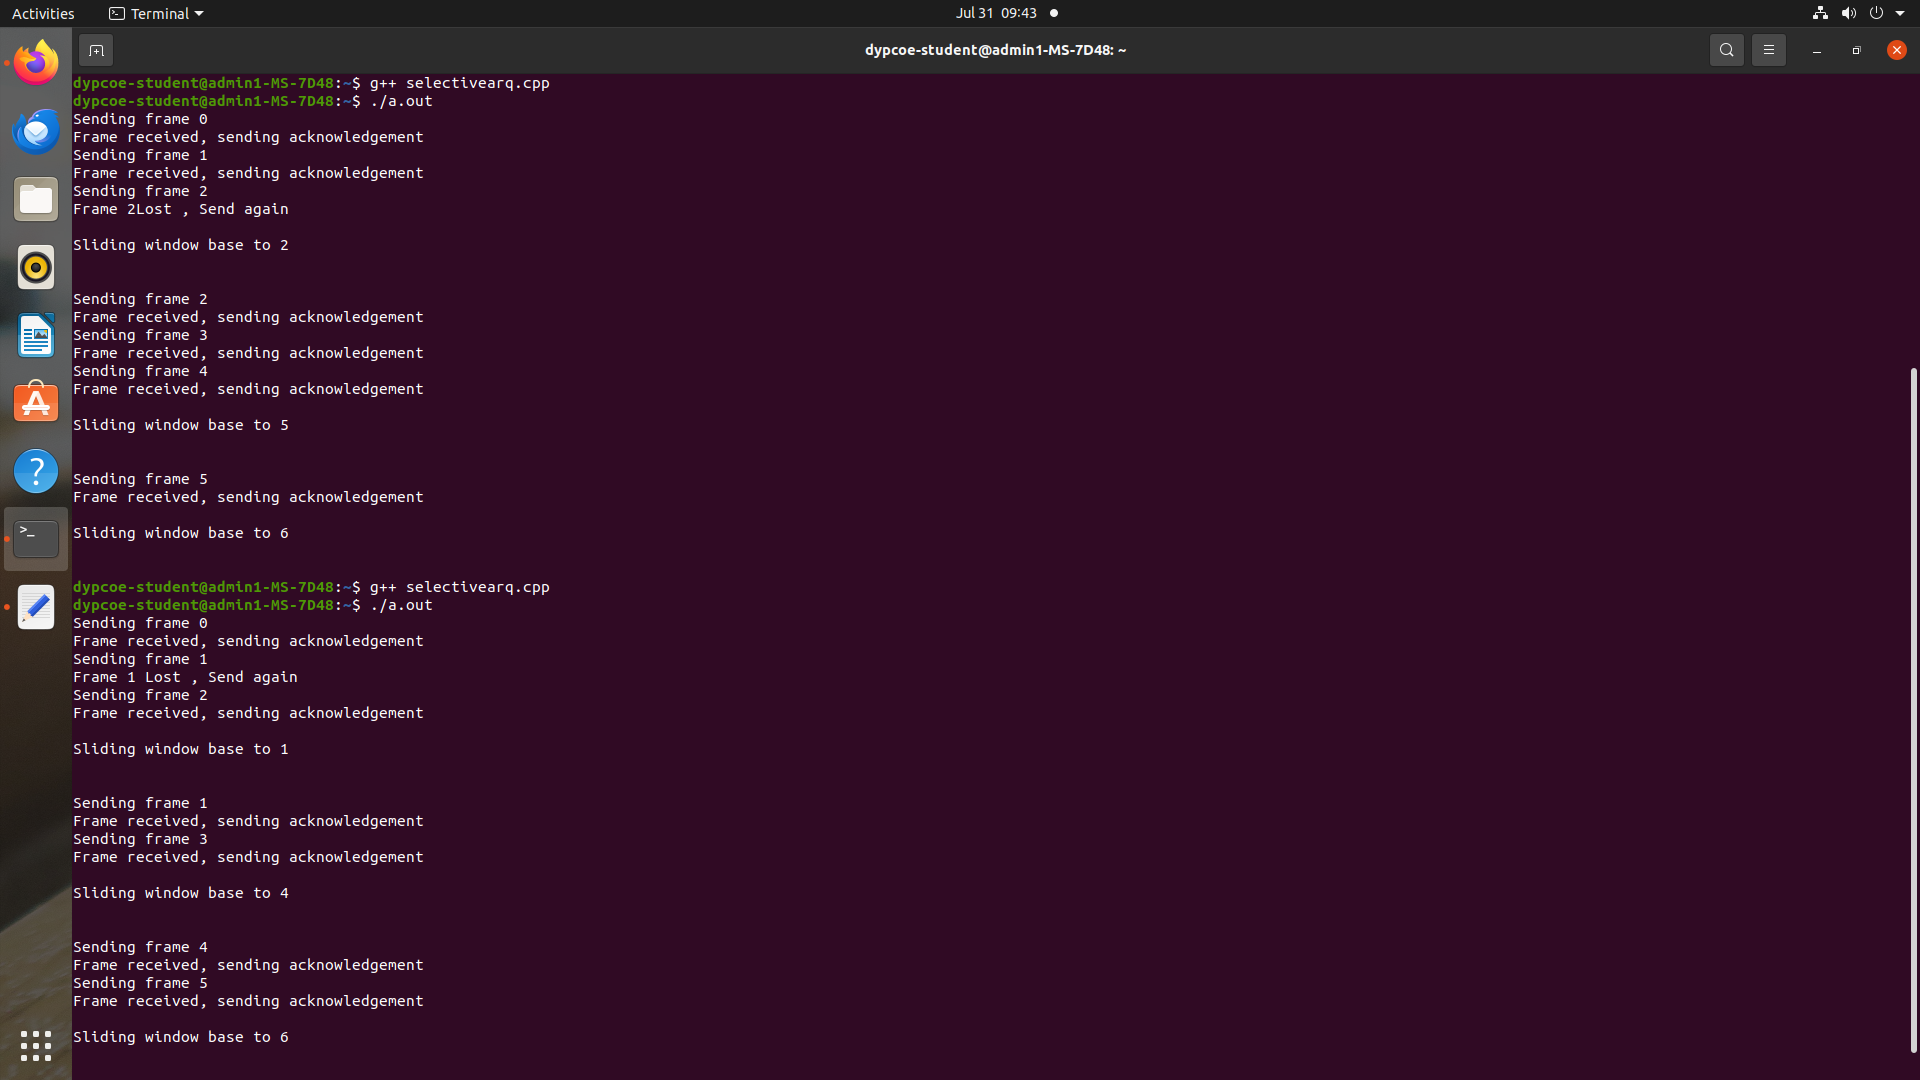 Activities
Terminal
Jul 31 09:43
dypcoe-student@admin1-MS-7D48: ~
dypcoe-student@admin1-MS-7D48:~$ g++ selectivearq.cpp
dypcoe-student@admin1-MS-7D48:~$ ./a.out
Sending frame 0
Frame received, sending acknowledgement
Sending frame 1
Frame received, sending acknowledgement
Sending frame 2
Frame 2Lost , Send again
Sliding window base to 2
Sending frame 2
Frame received, sending acknowledgement
Sending frame 3
Frame received, sending acknowledgement
Sending frame 4
Frame received, sending acknowledgement
Sliding window base to 5
Sending frame 5
Frame received, sending acknowledgement
Sliding window base to 6
dypcoe-student@admin1-MS-7D48:~$ g++ selectivearq.cpp
dypcoe-student@admin1-MS-7D48:~$ ./a.out
Sending frame 0
Frame received, sending acknowledgement
Sending frame 1
Frame 1 Lost , Send again
Sending frame 2
Frame received, sending acknowledgement
Sliding window base to 1
Sending frame 1
Frame received, sending acknowledgement
Sending frame 3
Frame received, sending acknowledgement
Sliding window base to 4
Sending frame 4
Frame received, sending acknowledgement
Sending frame 5
Frame received, sending acknowledgement
Sliding window base to 6